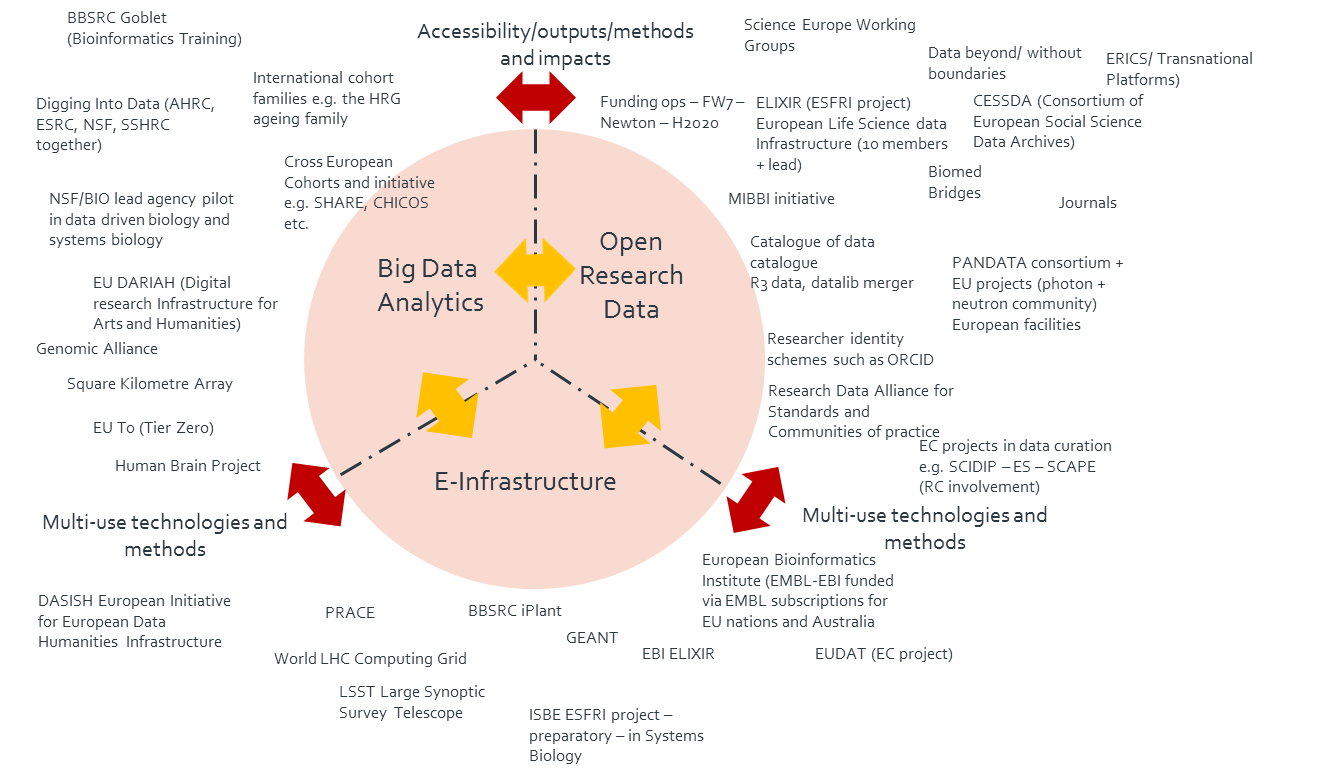 BBSRC Goblet
(Bioinformatics Training)
Accessibility/outputs/methods
and impacts
Science Europe Working
Groups
Data beyond/ without
boundaries
ERICS/ Transnational
Platforms)
International cohort
families e.g. the HRG
ageing family
Digging Into Data (AHRC,
ESRC, NSF, SSHRC
together)
Funding ops – FW7 –
Newton – H2020
ELIXIR (ESFRI project)
European Life Science data
Infrastructure (10 members
+ lead)
CESSDA (Consortium of
European Social Science
Data Archives)
Cross European
Cohorts and initiative
e.g. SHARE, CHICOS
etc.
Biomed
Bridges
NSF/BIO lead agency pilot
in data driven biology and
systems biology
MIBBI initiative
Journals
Big Data
Analytics
Open
Research
Data
Catalogue of data
catalogue
R3 data, datalib merger
PANDATA consortium +
EU projects (photon +
neutron community)
European facilities
EU DARIAH (Digital
research Infrastructure for
Arts and Humanities)
Genomic Alliance
Researcher identity
schemes such as ORCID
Square Kilometre Array
Research Data Alliance for
Standards and
Communities of practice
EU To (Tier Zero)
EC projects in data curation
e.g. SCIDIP – ES – SCAPE
(RC involvement)
Human Brain Project
E-Infrastructure
Multi-use technologies and
methods
Multi-use technologies and
methods
European Bioinformatics
Institute (EMBL-EBI funded
via EMBL subscriptions for
EU nations and Australia
DASISH European Initiative
for European Data
Humanities Infrastructure
PRACE
BBSRC iPlant
GEANT
EBI ELIXIR
EUDAT (EC project)
World LHC Computing Grid
LSST Large Synoptic
Survey Telescope
ISBE ESFRI project –
preparatory – in Systems
Biology